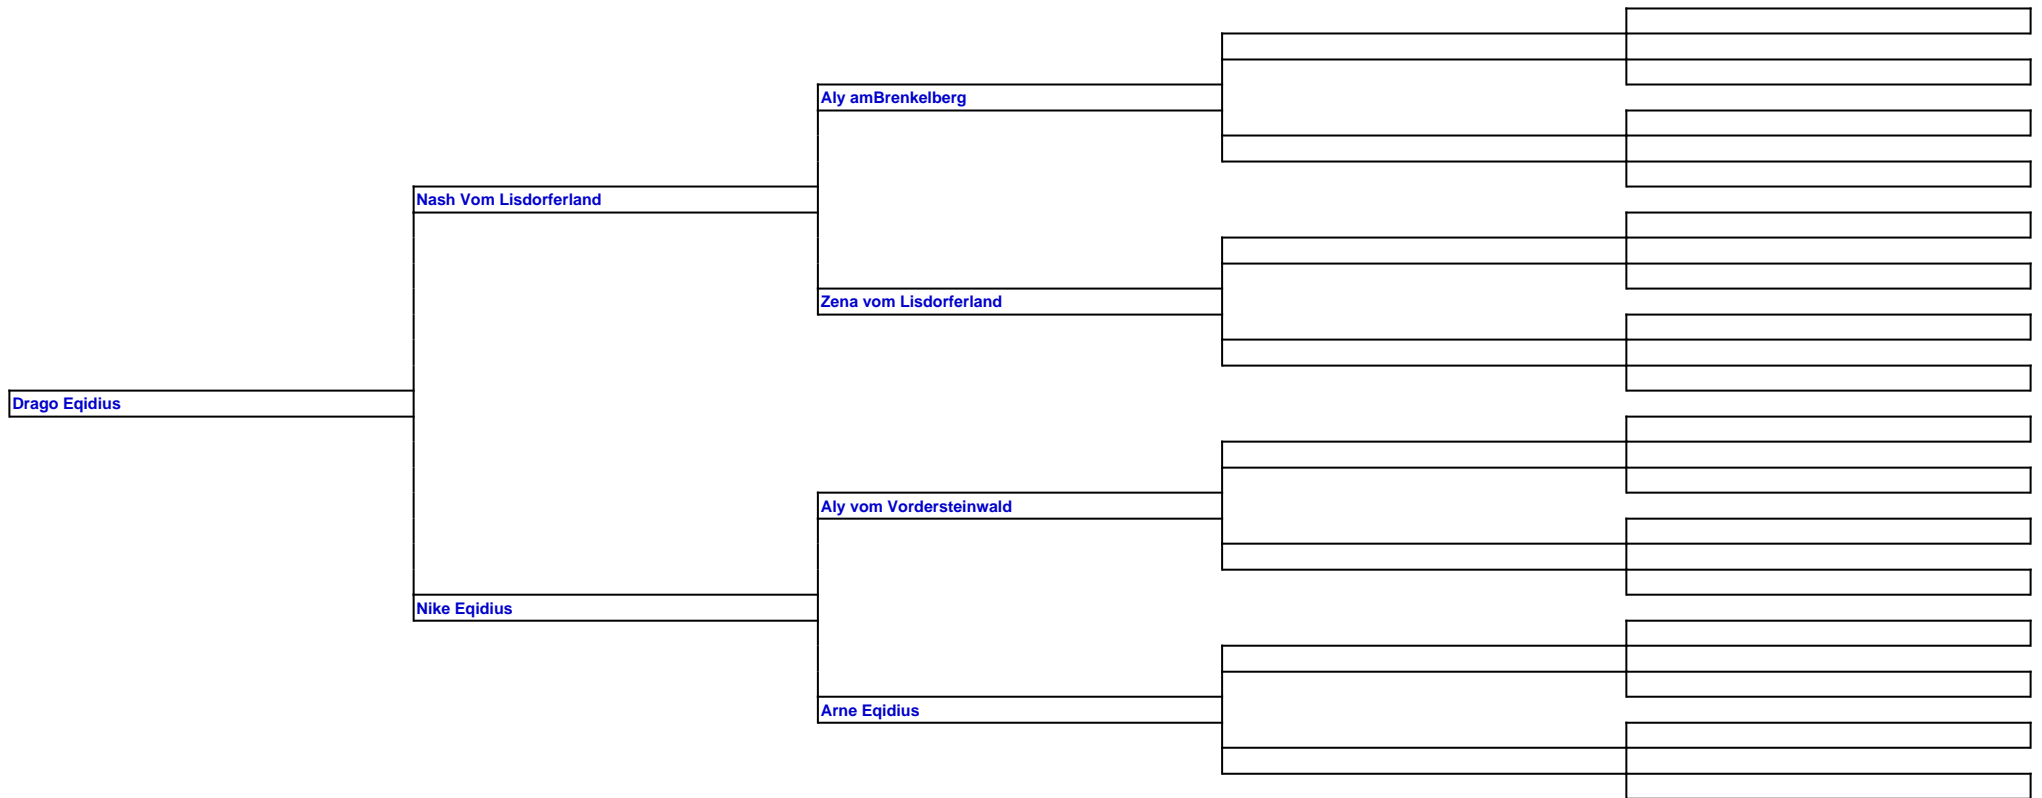 Aly amBrenkelberg
Nash Vom Lisdorferland
Zena vom Lisdorferland
Drago Eqidius
Aly vom Vordersteinwald
Nike Eqidius
Arne Eqidius